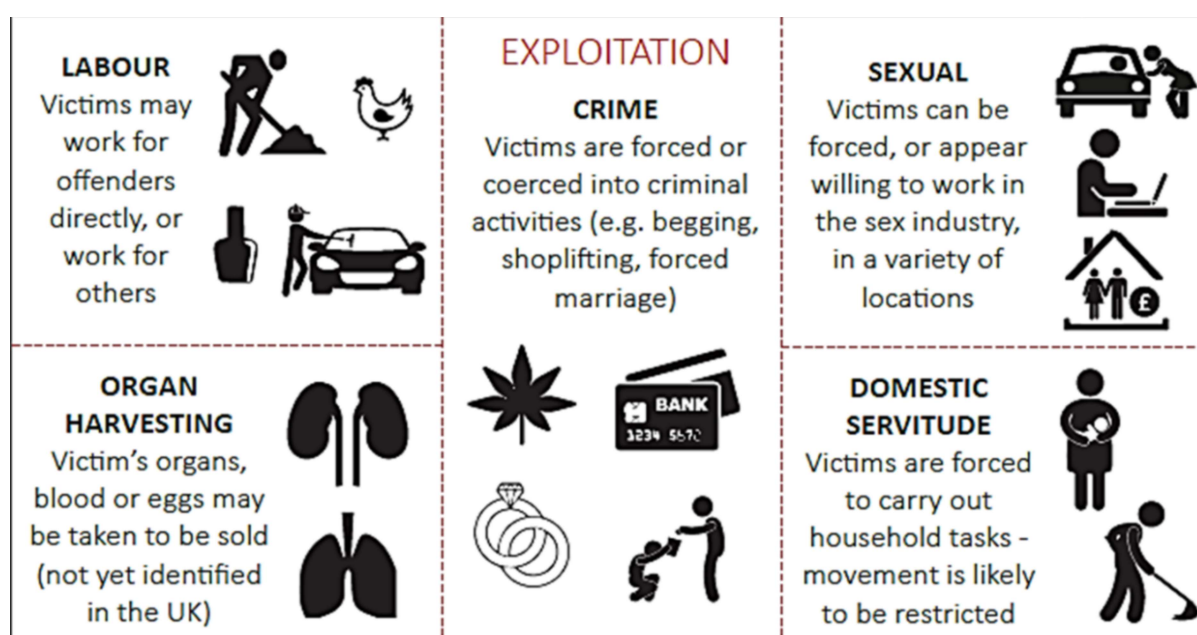 LABOUR
Victims may
work for
offenders
directly, or
work for
others
EXPLOITATION
CRIME
Victims are forced or
coerced into criminal
activities (e.g. begging,
shoplifting, forced
marriage)
BANK
1234 5678
SEXUAL
Victims can be
forced, or appear
willing to work in
the sex industry,
in a variety of
locations
£
ORGAN
HARVESTING
Victim's organs,
blood or eggs may
be taken to be sold
(not yet identified
in the UK)
DOMESTIC
SERVITUDE
Victims are forced
to carry out
household tasks -
movement is likely
to be restricted